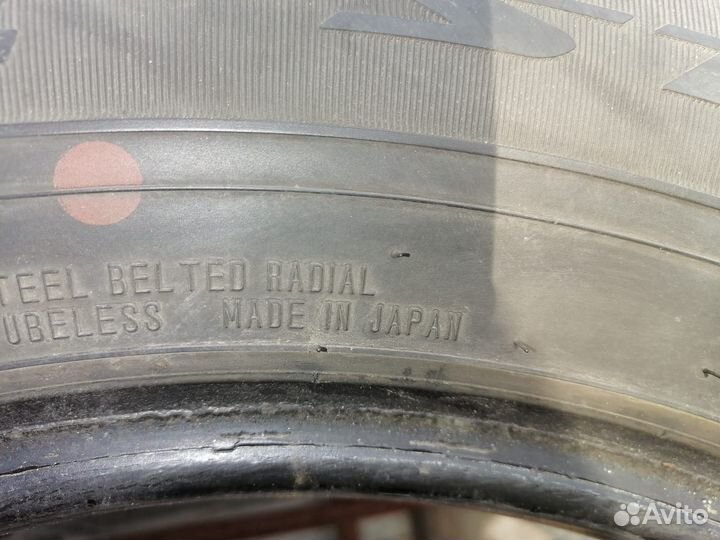 TEEL BELTED RADIAL
UBELESS MADE IN JAPAN
Avito